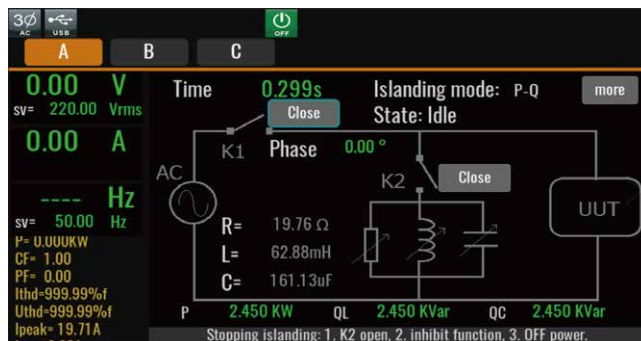 3Ø
AC
USB
OFF
A B C
0.00 V
sv= 220.00 Vrms
0.00 A
---- Hz
sv= 50.00 Hz
P= 0.000KW
CF= 1.00
PF= 0.00
Ithd=999.99%f
Uthd=999.99%f
Ipeak= 19.71A
Time 0.299s
Islanding mode: P-Q
more
State: Idle
Close
K1
Phase 0.00 °
AC
K2
Close
UUT
R= 19.76 Ω
L= 62.88mH
C= 161.13uF
P 2.450 KW QL 2.450 KVar QC 2.450 KVar
Stopping islanding: 1, K2 open, 2, inhibit function, 3, OFF power.